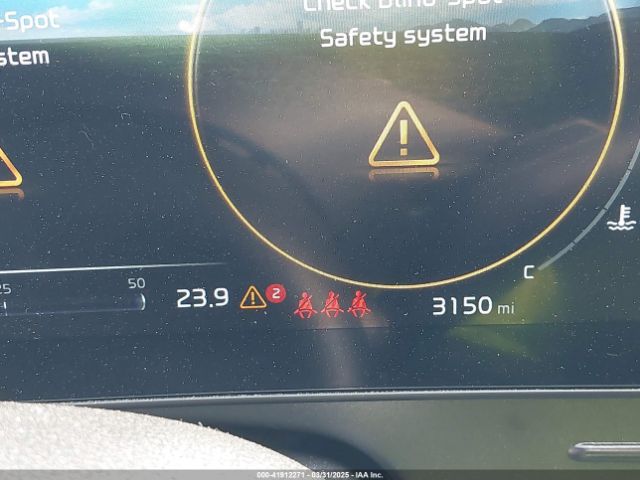 -Spot
stem
Check Blind-Spot
Safety system
25
50
23.9
2
3150 mi
C
000-41912271 - 03/31/2025 - IAA Inc.